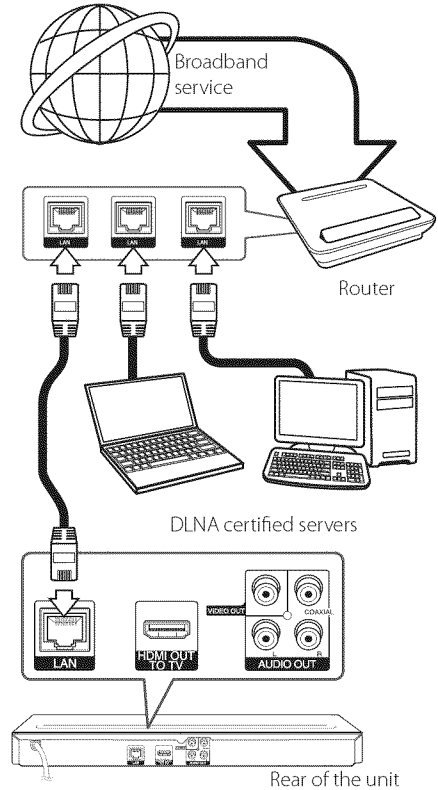 Broadband
service
LAN
LAN
LAN
Router
DLNA certified servers
VIDEO OUT
COAXIAL
LAN
HDMI OUT
TO TV
L
R
AUDIO OUT
Rear of the unit